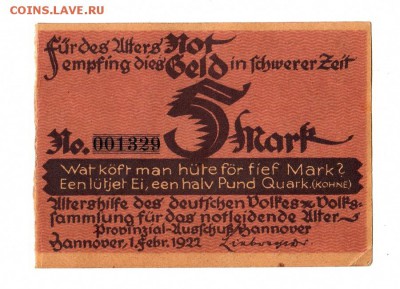 COINS.LAVE.RU
Für des Alters Not
empfing dies Geld in schwerer Zeit
5 Mark
No. 001329
Wat köft man hüte för fief Mark?
Een lütjet Ei, een halv Pund Quark. (KOHNE)
Altershilfe des deutschen Volkes ~ Volks-
sammlung für das notleidende Alter ~
Provinzial-Ausschuß Hannover
Hannover, 1. Febr. 1922